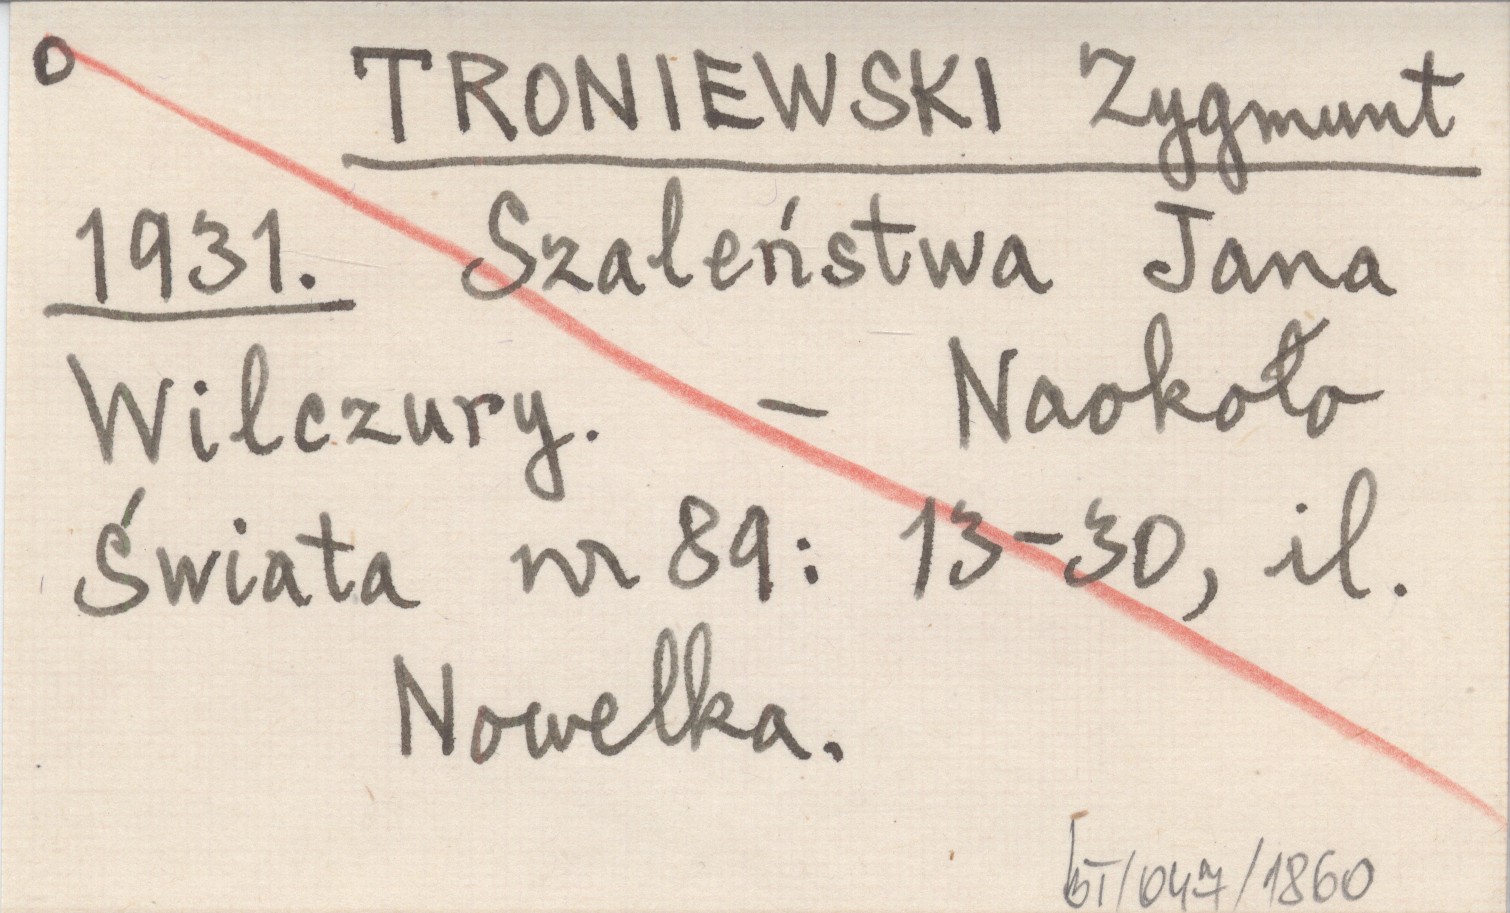 O TRONIEWSKI Zygmunt
1931. Szaleństwa Jana
Wilczury. - Naokoło
Świata nr 89: 13-30, il.
Nowelka.
bT/047/1860